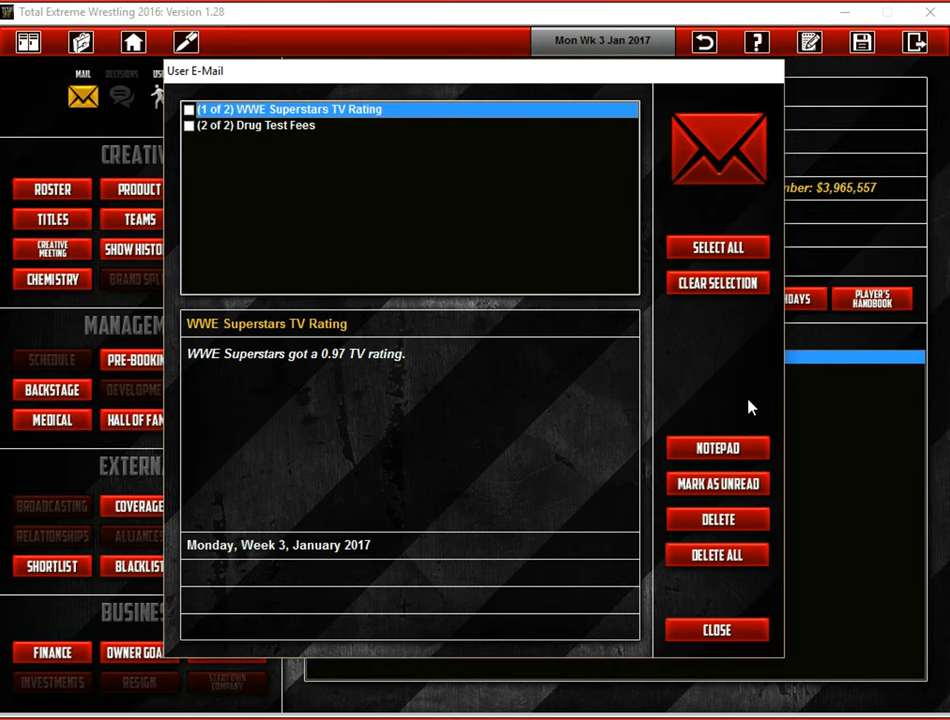 Total Extreme Wrestling 2016: Version 1.28
Mon Wk 3 Jan 2017
MAIL
DECISIONS
User E-Mail
(1 of 2) WWE Superstars TV Rating
(2 of 2) Drug Test Fees
SELECT ALL
CLEAR SELECTION
WWE Superstars TV Rating
WWE Superstars got a 0.97 TV rating.
NOTEPAD
MARK AS UNREAD
DELETE
DELETE ALL
Monday, Week 3, January 2017
CLOSE
ROSTER
PRODUCT
TITLES
TEAMS
CREATIVE MEETING
SHOW HISTO
CHEMISTRY
BRAND SPL
MANAGEM
SCHEDULE
PRE-BOOKIN
BACKSTAGE
DEVELOPME
MEDICAL
HALL OF FAM
EXTERN
BROADCASTING
COVERAGE
RELATIONSHIPS
ALLIANCES
SHORTLIST
BLACKLIST
BUSINE
FINANCE
OWNER GOA
INVESTMENTS
RESIGN
START OWN COMPANY
CREATIV
mber: $3,965,557
HDAYS
PLAYER'S HANDBOOK